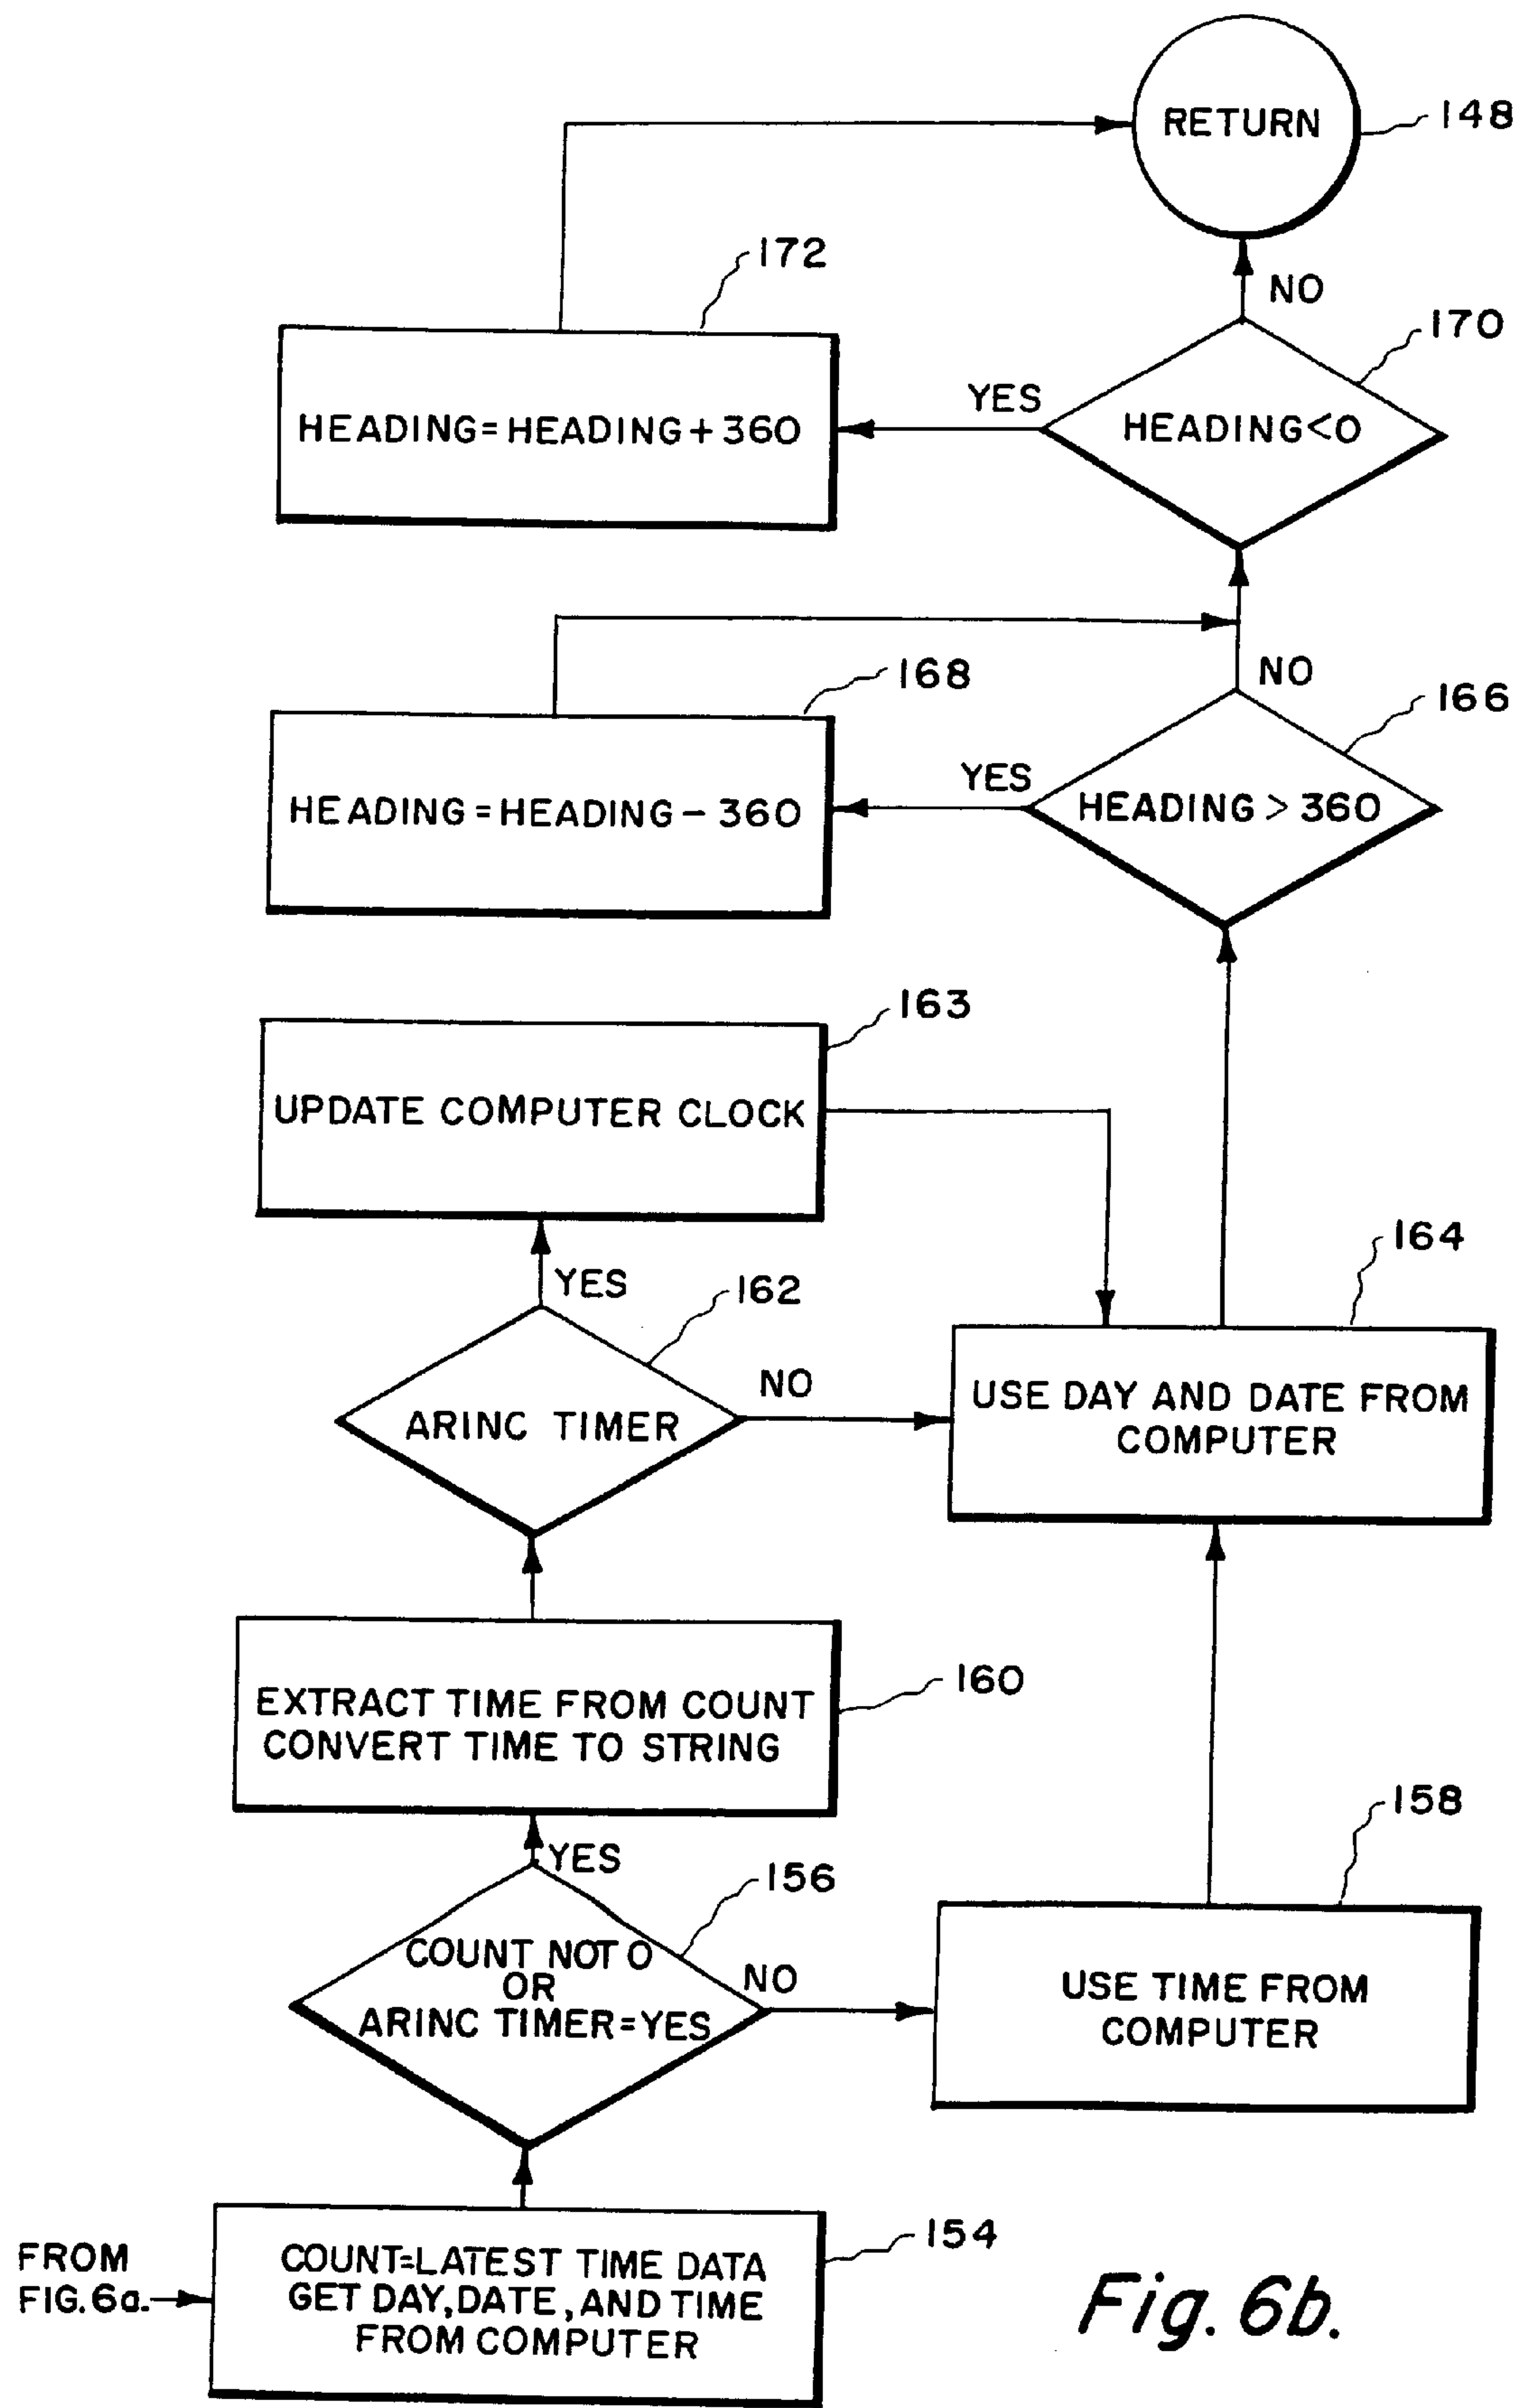 RETURN
148
172
NO
170
YES
HEADING<0
HEADING=HEADING+360
168
NO
166
YES
HEADING>360
HEADING=HEADING-360
163
UPDATE COMPUTER CLOCK
164
YES
162
NO
ARINC TIMER
USE DAY AND DATE FROM
COMPUTER
160
EXTRACT TIME FROM COUNT
CONVERT TIME TO STRING
158
YES
156
COUNT NOT 0
OR
ARINC TIMER=YES
NO
USE TIME FROM
COMPUTER
154
FROM
FIG.6a.
COUNT=LATEST TIME DATA
GET DAY,DATE,AND TIME
FROM COMPUTER
Fig. 6b.